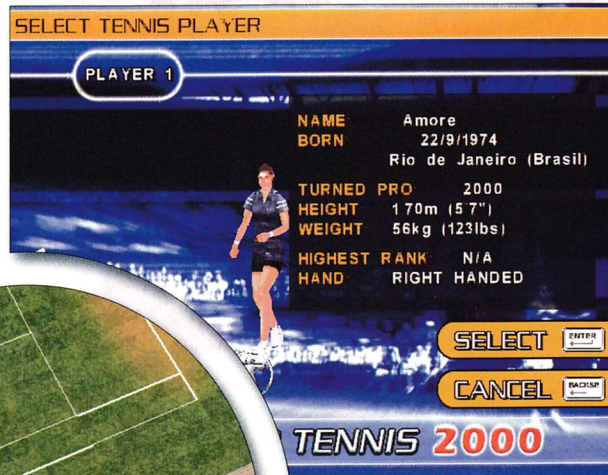 SELECT TENNIS PLAYER
PLAYER 1
NAME Amore
BORN 22/9/1974
Rio de Janeiro (Brasil)
TURNED PRO 2000
HEIGHT 1 70m (5'7")
WEIGHT 56kg (123lbs)
HIGHEST RANK N/A
HAND RIGHT HANDED
SELECT ENTER
CANCEL BACKSP
TENNIS 2000